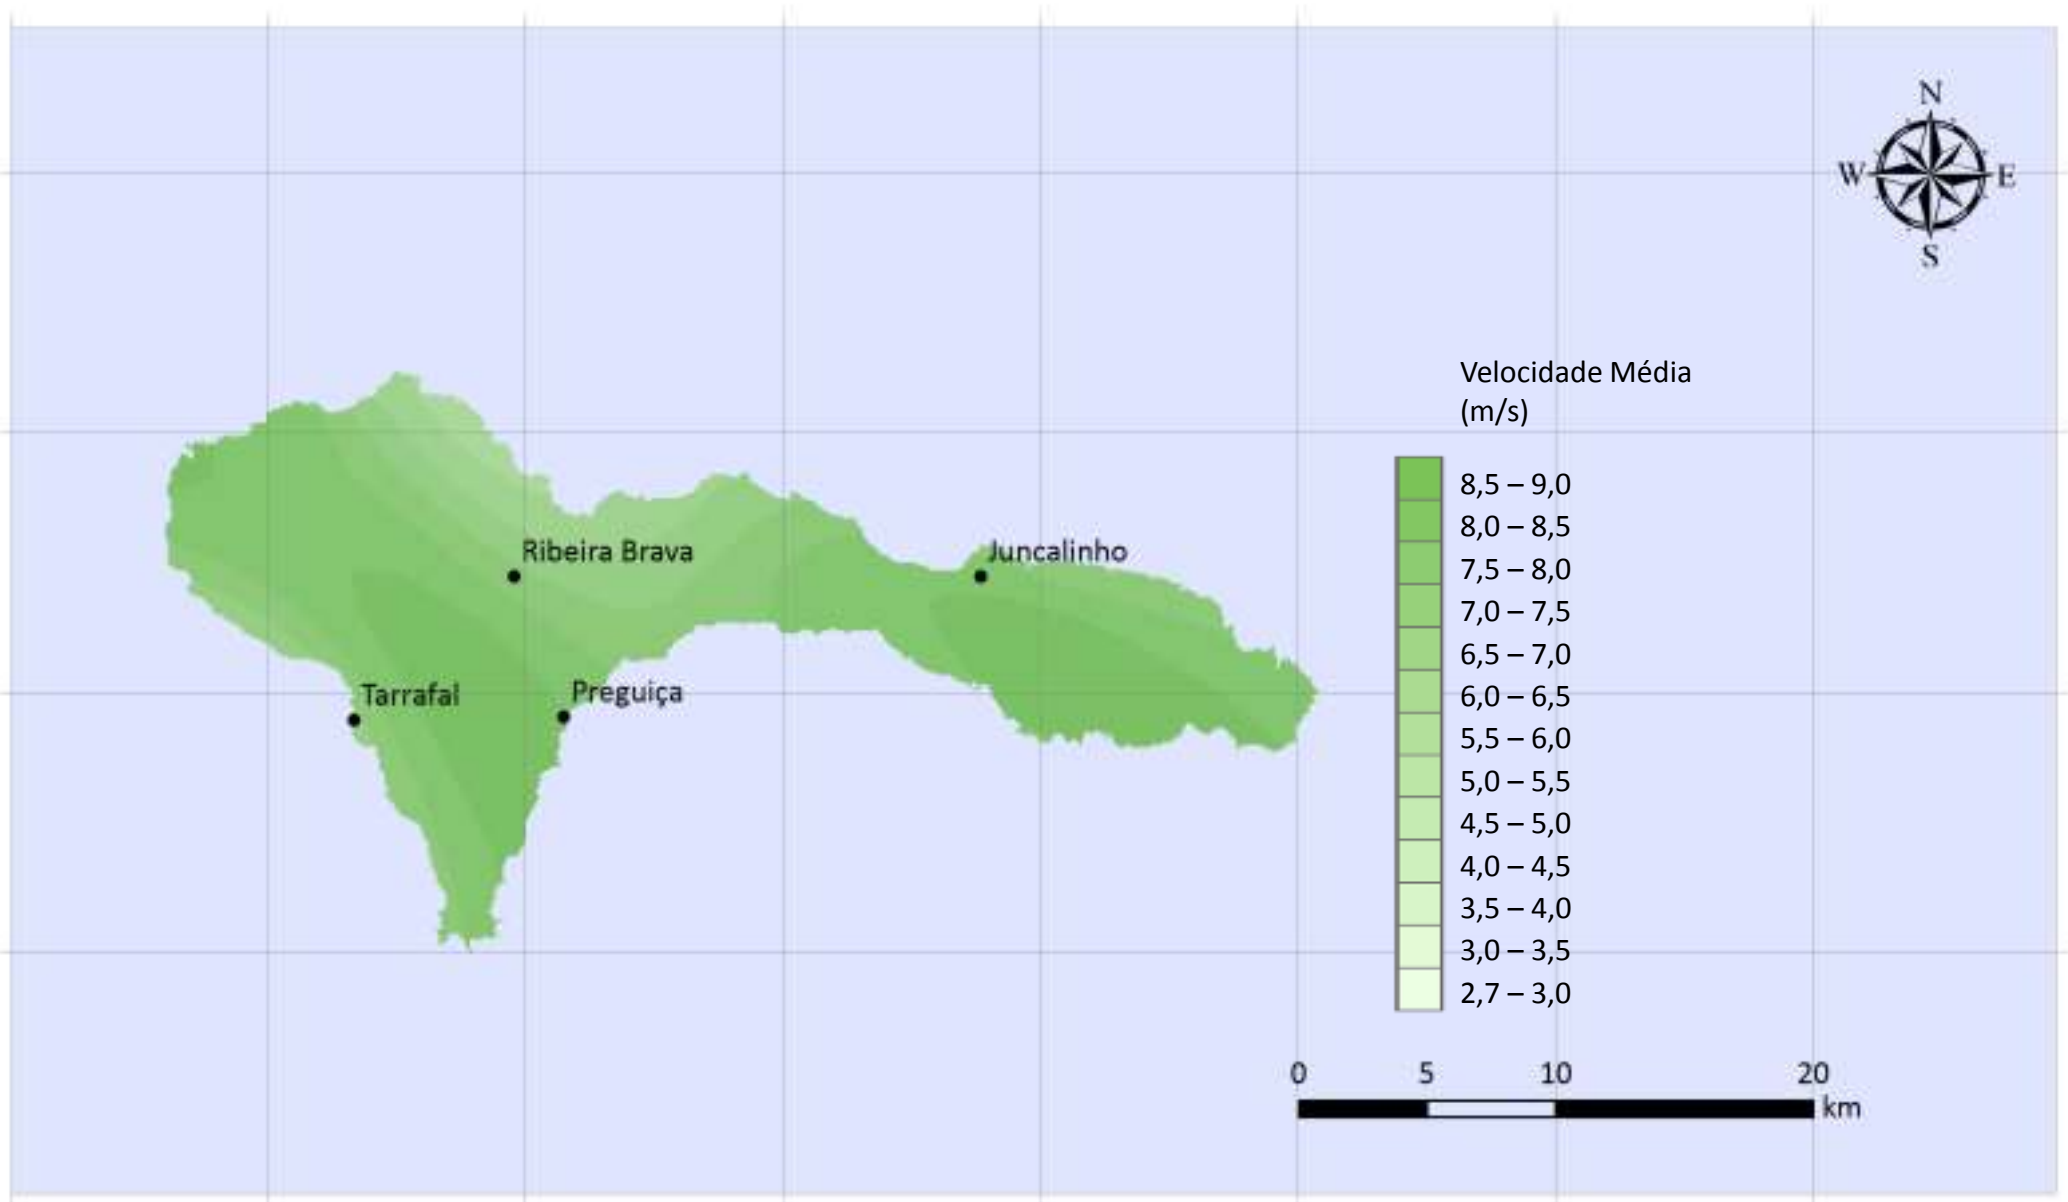 N
W E
S
Velocidade Média
(m/s)
8,5 – 9,0
8,0 – 8,5
7,5 – 8,0
7,0 – 7,5
6,5 – 7,0
6,0 – 6,5
5,5 – 6,0
5,0 – 5,5
4,5 – 5,0
4,0 – 4,5
3,5 – 4,0
3,0 – 3,5
2,7 – 3,0
Ribeira Brava
Juncalinho
Tarrafal
Preguiça
0 5 10 20
km